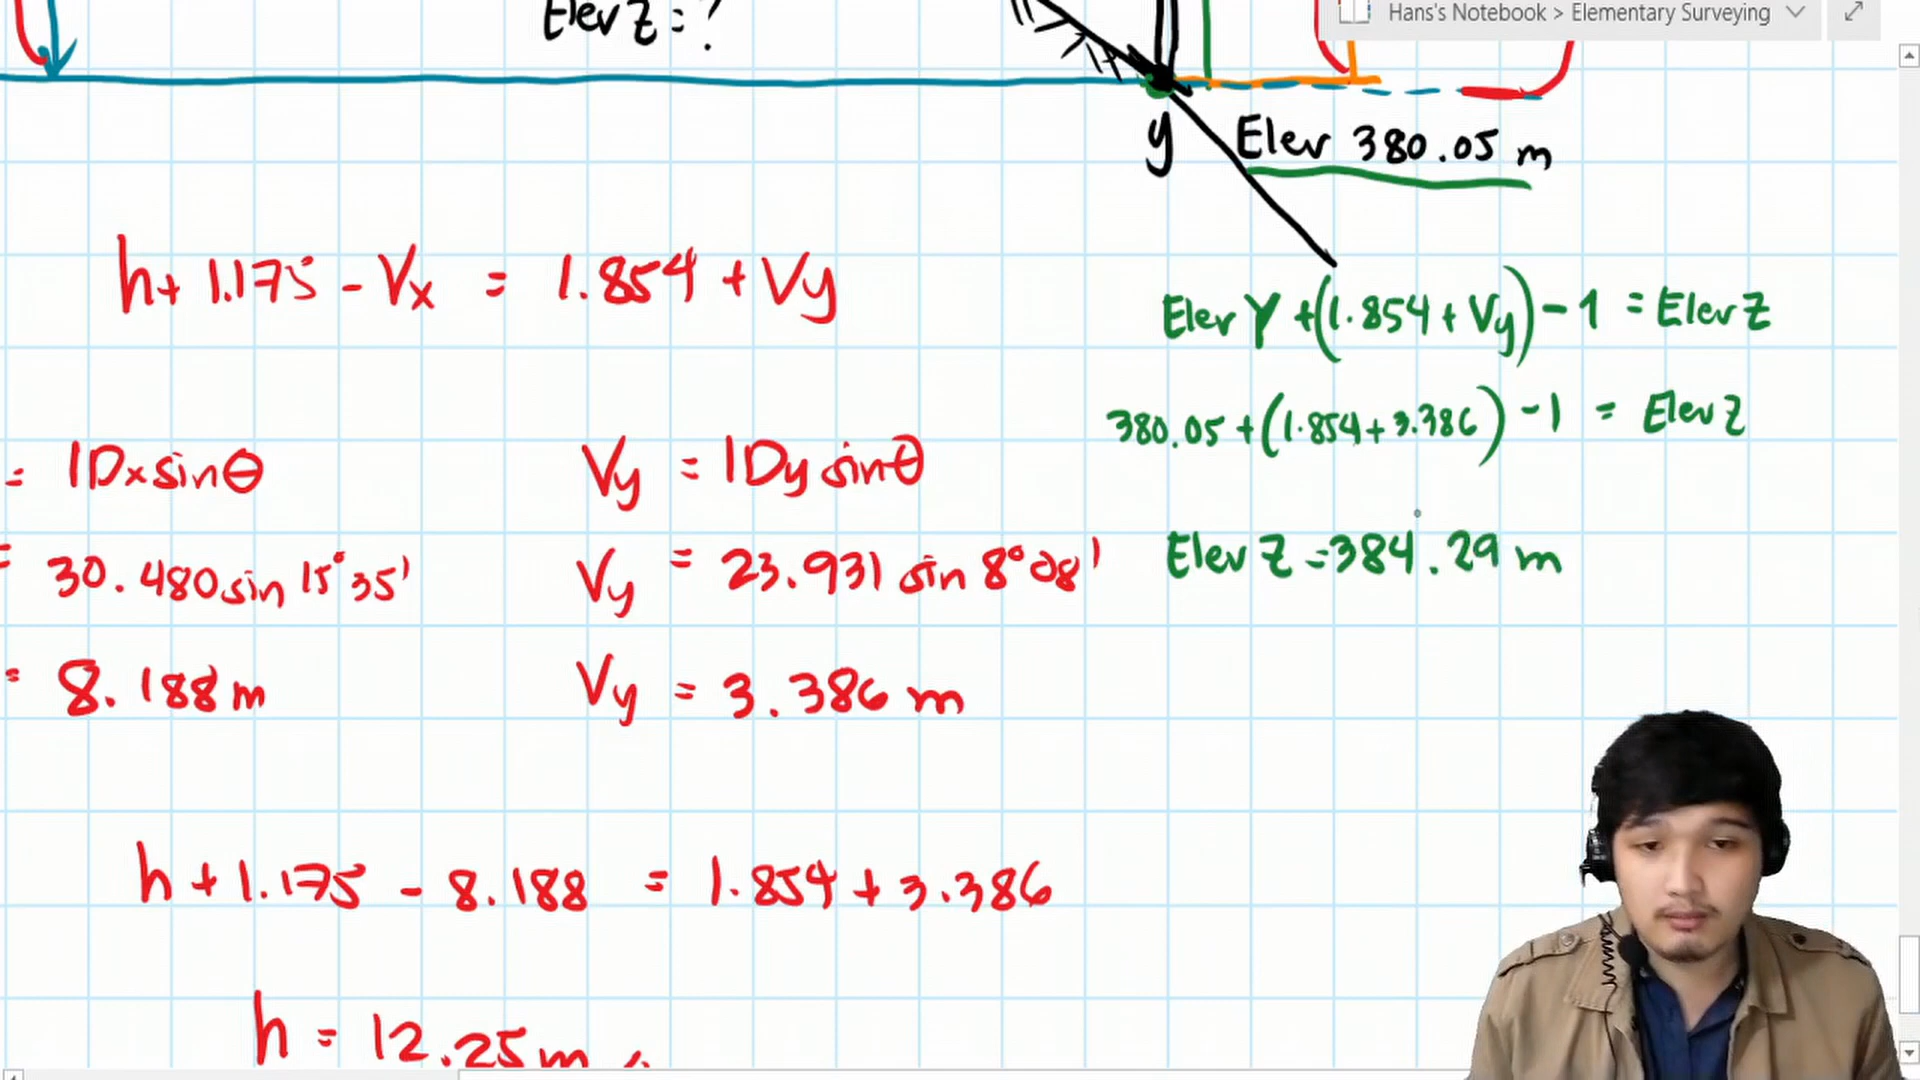 Elev Z = ?
Hans's Notebook > Elementary Surveying
y
Elev 380.05 m
h + 1.175 - Vx = 1.854 + Vy
Elev Y + (1.854 + Vy) - 1 = Elev Z
380.05 + (1.854 + 3.386) - 1 = Elev Z
= IDx sinθ
Vy = IDy sinθ
= 30.480 sin 15°35'
Vy = 23.931 sin 8°08'
Elev Z = 384.29 m
= 8.188 m
Vy = 3.386 m
h + 1.175 - 8.188 = 1.854 + 3.386
h = 12.25 m